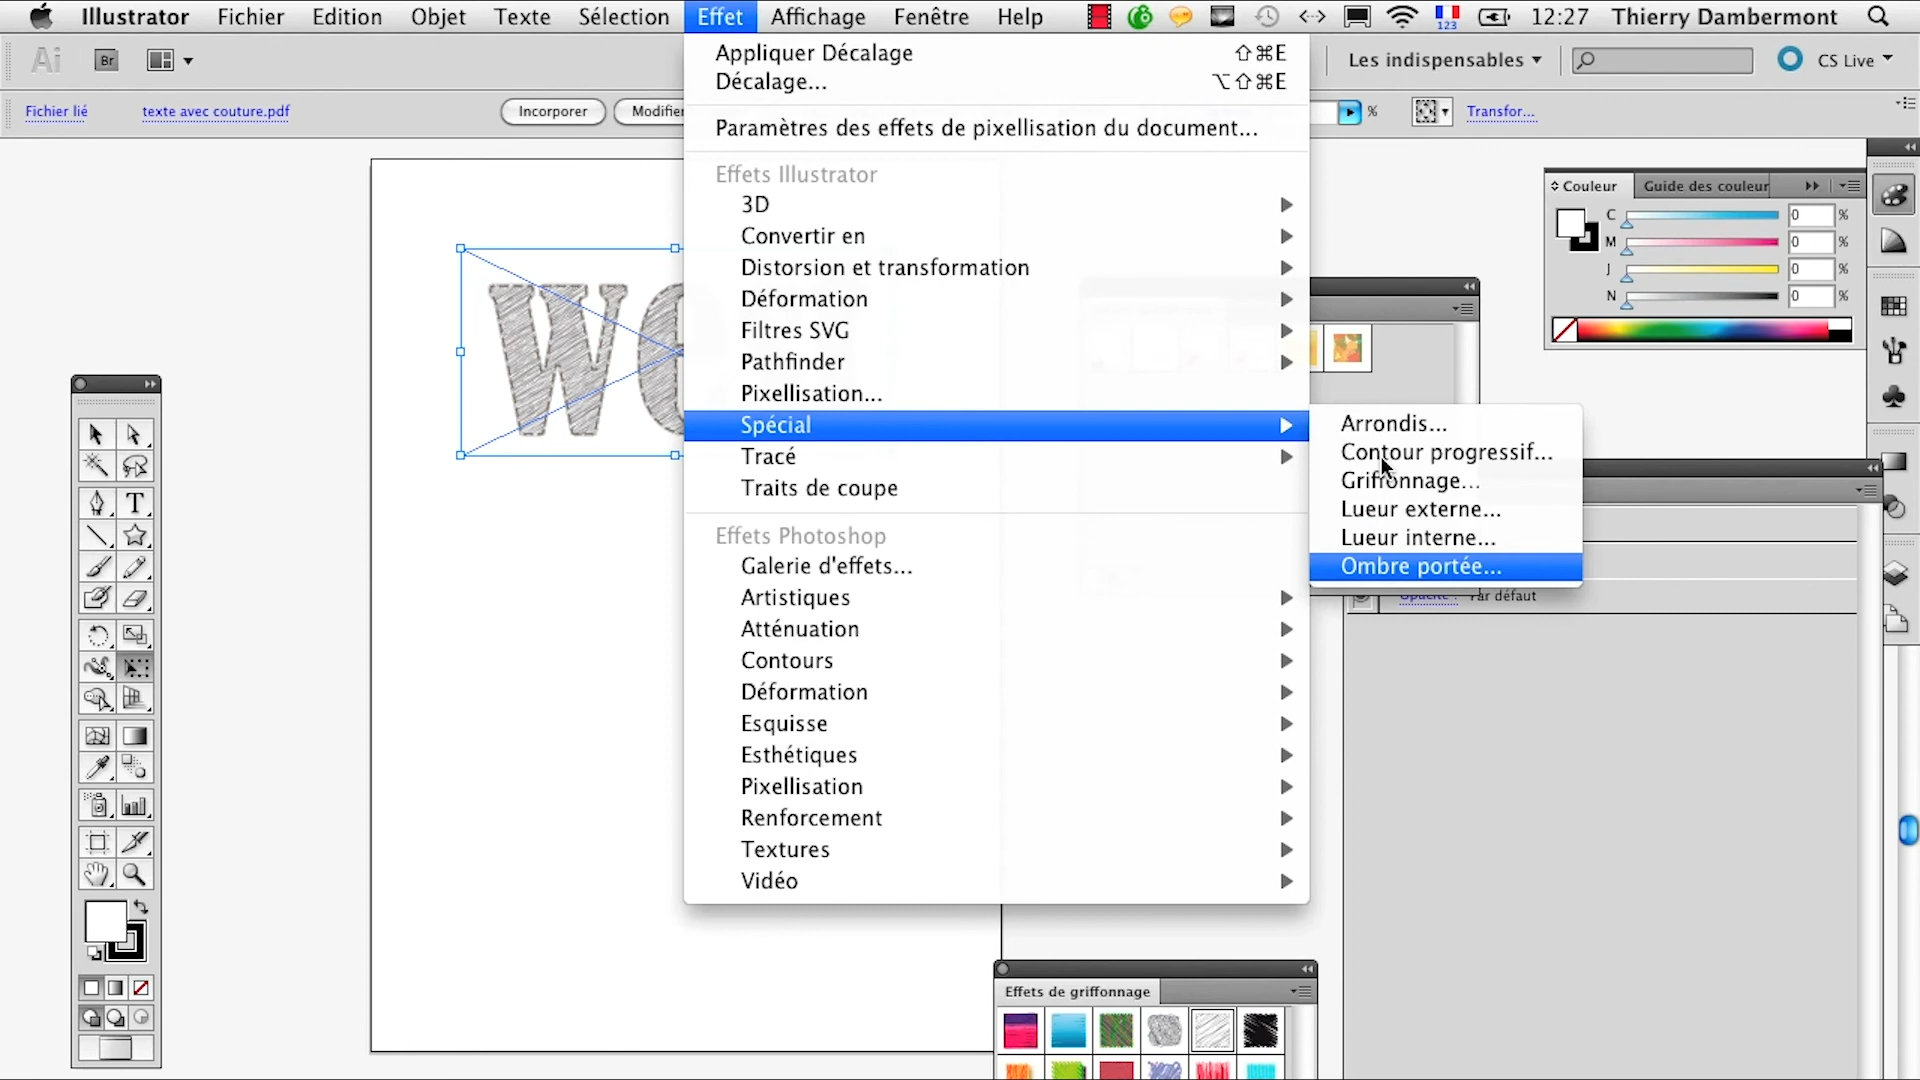 Illustrator Fichier Edition Objet Texte Sélection Effet Affichage Fenêtre Help 123 12:27 Thierry Dambermont
Ai Br Les indispensables CS Live
Fichier lié texte avec couture.pdf Incorporer Modifier % Transfor...
Appliquer Décalage ⇧⌘E
Décalage... ⌥⇧⌘E
Paramètres des effets de pixellisation du document...
Effets Illustrator
3D
Convertir en
Distorsion et transformation
Déformation
Filtres SVG
Pathfinder
Pixellisation...
Spécial
Tracé
Traits de coupe
Effets Photoshop
Galerie d'effets...
Artistiques
Atténuation
Contours
Déformation
Esquisse
Esthétiques
Pixellisation
Renforcement
Textures
Vidéo
Arrondis...
Contour progressif...
Griffonnage...
Lueur externe...
Lueur interne...
Ombre portée...
Couleur Guide des couleur
C 0 %
M 0 %
J 0 %
N 0 %
Par défaut
Effets de griffonnage